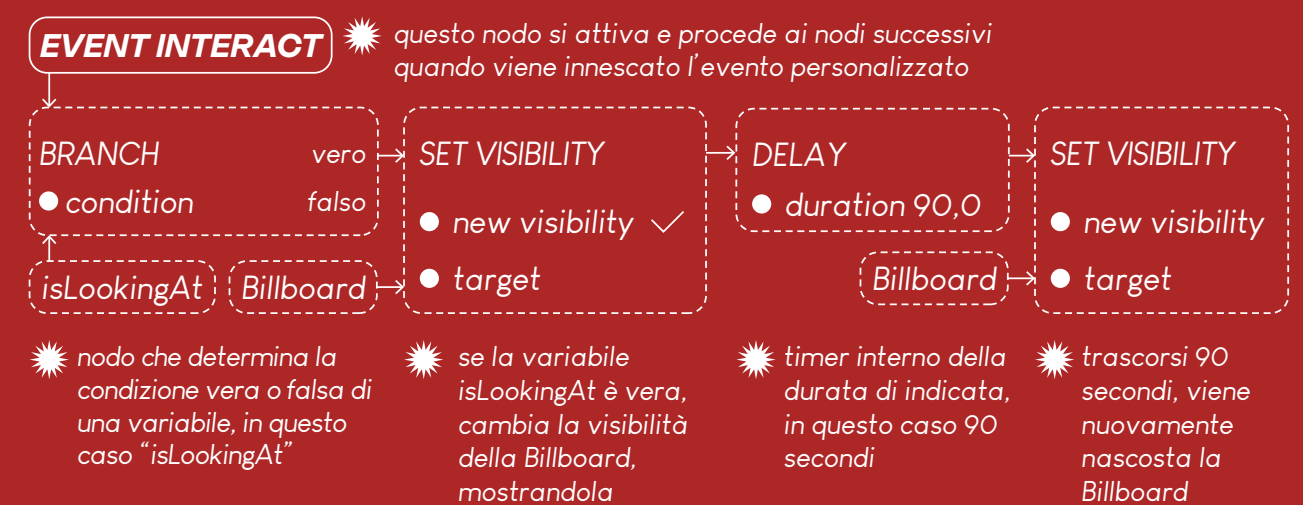 EVENT INTERACT
questo nodo si attiva e procede ai nodi successivi
quando viene innescato l'evento personalizzato
BRANCH
vero
condition
falso
isLookingAt
Billboard
SET VISIBILITY
new visibility
target
DELAY
duration 90,0
Billboard
SET VISIBILITY
new visibility
target
nodo che determina la
condizione vera o falsa di
una variabile, in questo
caso “isLookingAt”
se la variabile
isLookingAt è vera,
cambia la visibilità
della Billboard,
mostrandola
timer interno della
durata di indicata,
in questo caso 90
secondi
trascorsi 90
secondi, viene
nuovamente
nascosta la
Billboard